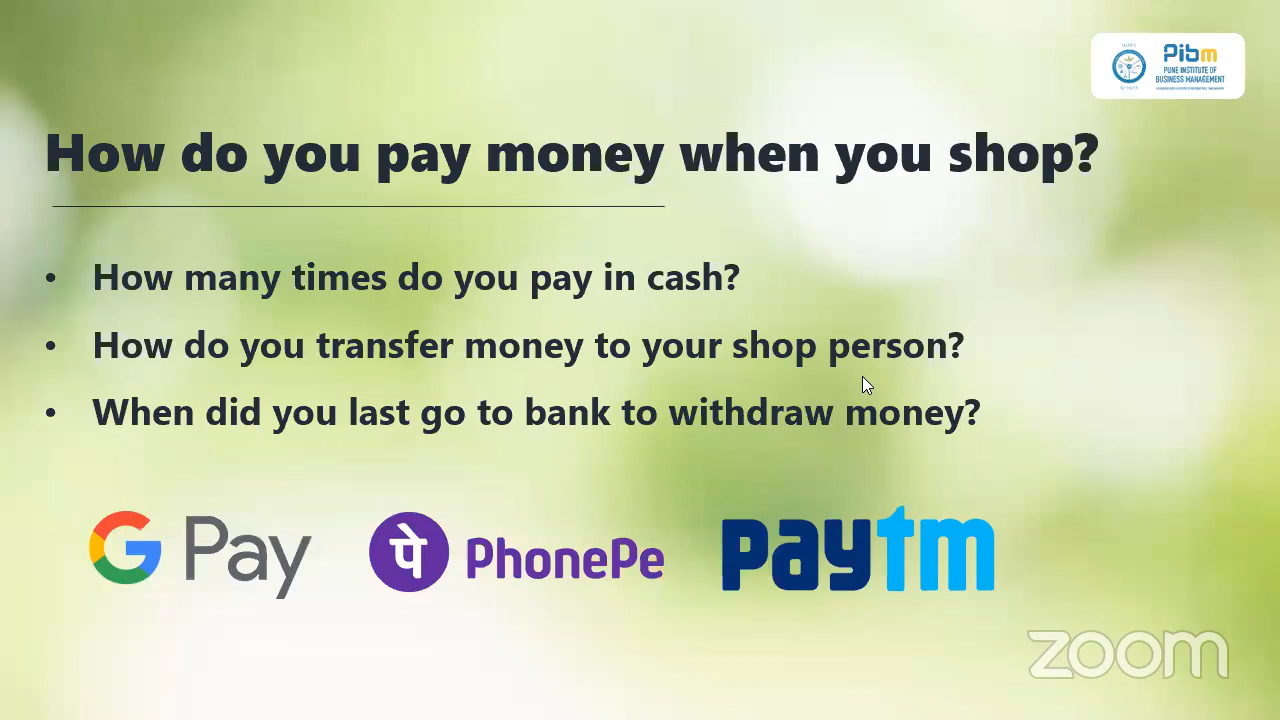 Pibm
PUNE INSTITUTE OF
BUSINESS MANAGEMENT
How do you pay money when you shop?
• How many times do you pay in cash?
• How do you transfer money to your shop person?
• When did you last go to bank to withdraw money?
G Pay
पे PhonePe
paytm
zoom